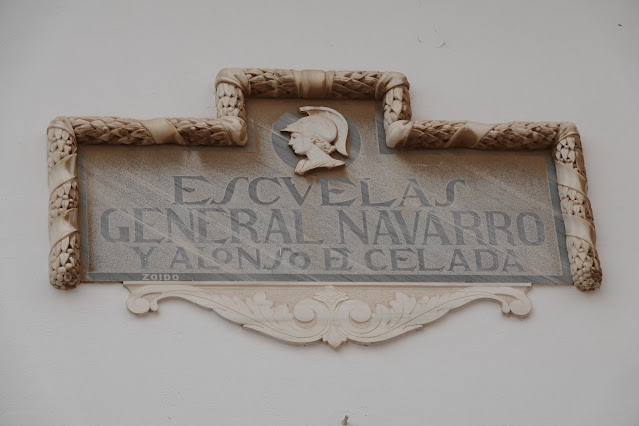 ESCVELAS
GENERAL NAVARRO
Y ALONSO DE CELADA
ZOIDO